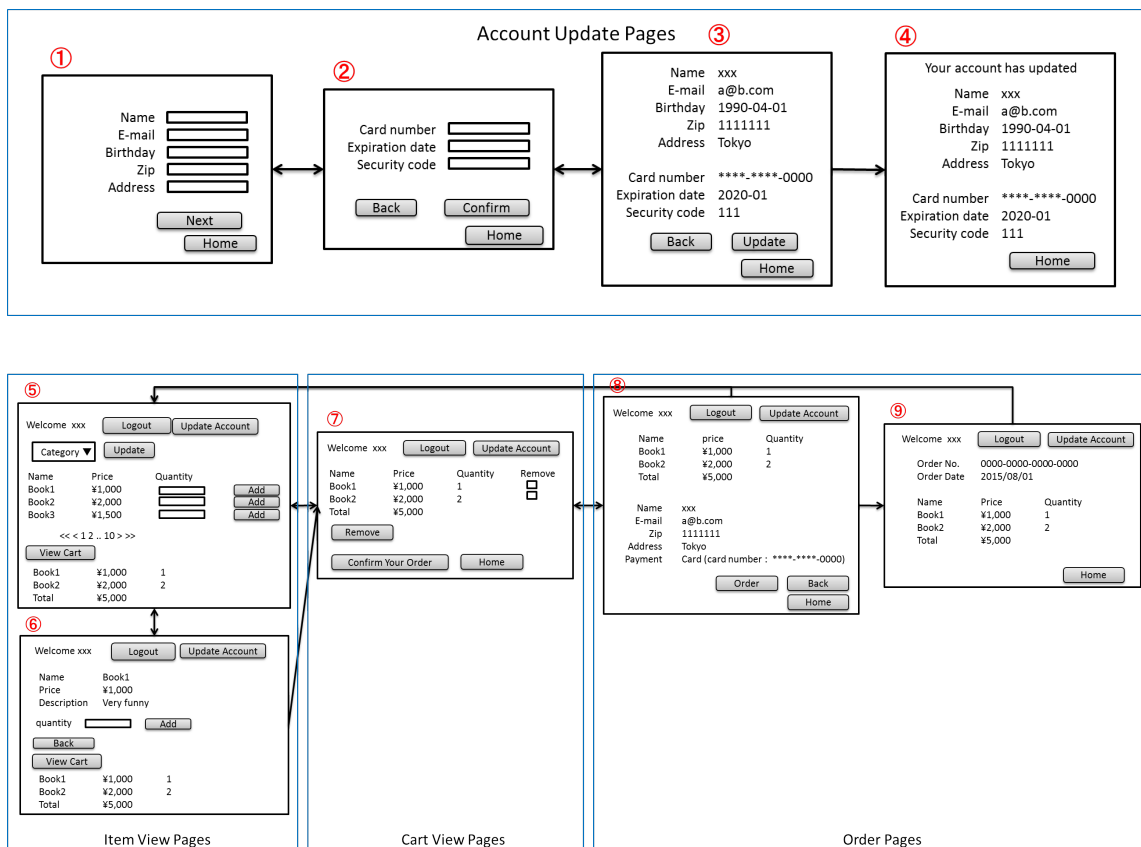 Account Update Pages
①
Name
E-mail
Birthday
Zip
Address
Next
Home
②
Card number
Expiration date
Security code
Back Confirm
Home
③
Name xxx
E-mail a@b.com
Birthday 1990-04-01
Zip 1111111
Address Tokyo
Card number ****-****-0000
Expiration date 2020-01
Security code 111
Back Update
Home
④
Your account has updated
Name xxx
E-mail a@b.com
Birthday 1990-04-01
Zip 1111111
Address Tokyo
Card number ****-****-0000
Expiration date 2020-01
Security code 111
Home
⑤
Welcome xxx Logout Update Account
Category ▼ Update
Name Price Quantity
Book1 ¥1,000 Add
Book2 ¥2,000 Add
Book3 ¥1,500 Add
<< < 1 2 .. 10 > >>
View Cart
Book1 ¥1,000 1
Book2 ¥2,000 2
Total ¥5,000
⑥
Welcome xxx Logout Update Account
Name Book1
Price ¥1,000
Description Very funny
quantity Add
Back
View Cart
Book1 ¥1,000 1
Book2 ¥2,000 2
Total ¥5,000
Item View Pages
⑦
Welcome xxx Logout Update Account
Name Price Quantity Remove
Book1 ¥1,000 1
Book2 ¥2,000 2
Total ¥5,000
Remove
Confirm Your Order Home
Cart View Pages
⑧
Welcome xxx Logout Update Account
Name price Quantity
Book1 ¥1,000 1
Book2 ¥2,000 2
Total ¥5,000
Name xxx
E-mail a@b.com
Zip 1111111
Address Tokyo
Payment Card (card number : ****-****-0000)
Order Back
Home
⑨
Welcome xxx Logout Update Account
Order No. 0000-0000-0000-0000
Order Date 2015/08/01
Name Price Quantity
Book1 ¥1,000 1
Book2 ¥2,000 2
Total ¥5,000
Home
Order Pages